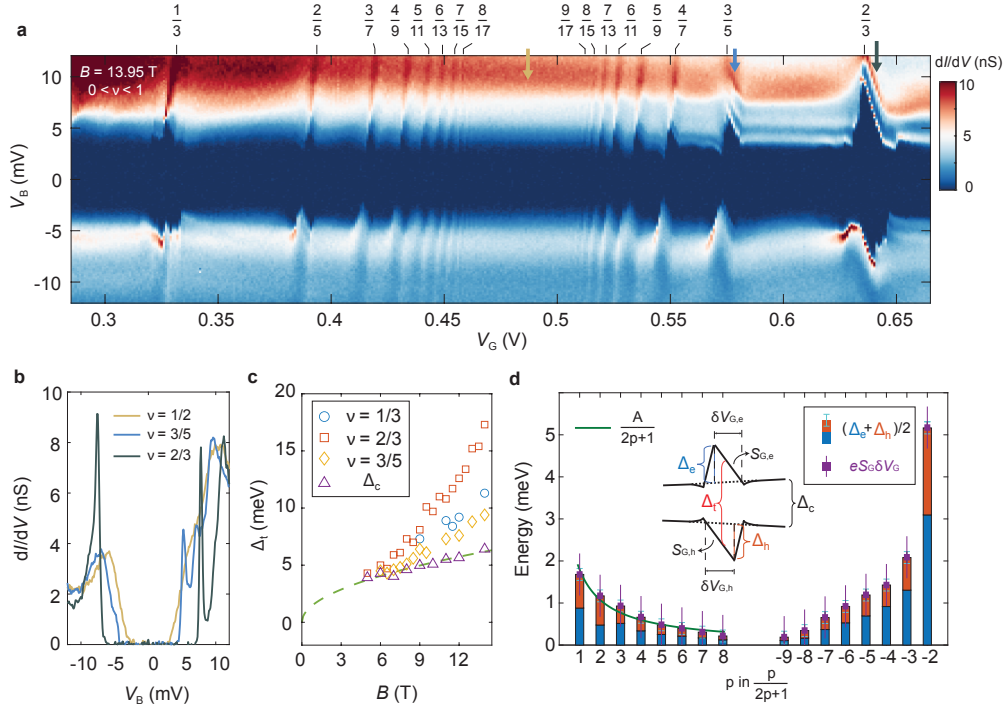 1/3 2/5 3/7 4/9 5/11 6/13 7/15 8/17 9/17 8/15 7/13 6/11 5/9 4/7 3/5 2/3
a
B = 13.95 T
0 < ν < 1
dI/dV (nS)
10
5
0
V_B (mV)
10
5
0
-5
-10
0.3 0.35 0.4 0.45 0.5 0.55 0.6 0.65
V_G (V)
b
dI/dV (nS)
10
8
6
4
2
0
ν = 1/2
ν = 3/5
ν = 2/3
-10 -5 0 5 10
V_B (mV)
c
Δ_t (meV)
20
15
10
5
0
ν = 1/3
ν = 2/3
ν = 3/5
Δ_c
0 4 8 12
B (T)
d
Energy (meV)
6
4
2
0
A/2p+1
(Δ_e+Δ_h)/2
eS_GδV_G
δV_G,e
Δ_e
S_G,e
Δ_t
Δ_c
S_G,h
Δ_h
δV_G,h
1 2 3 4 5 6 7 8 -9 -8 -7 -6 -5 -4 -3 -2
p in p/2p+1